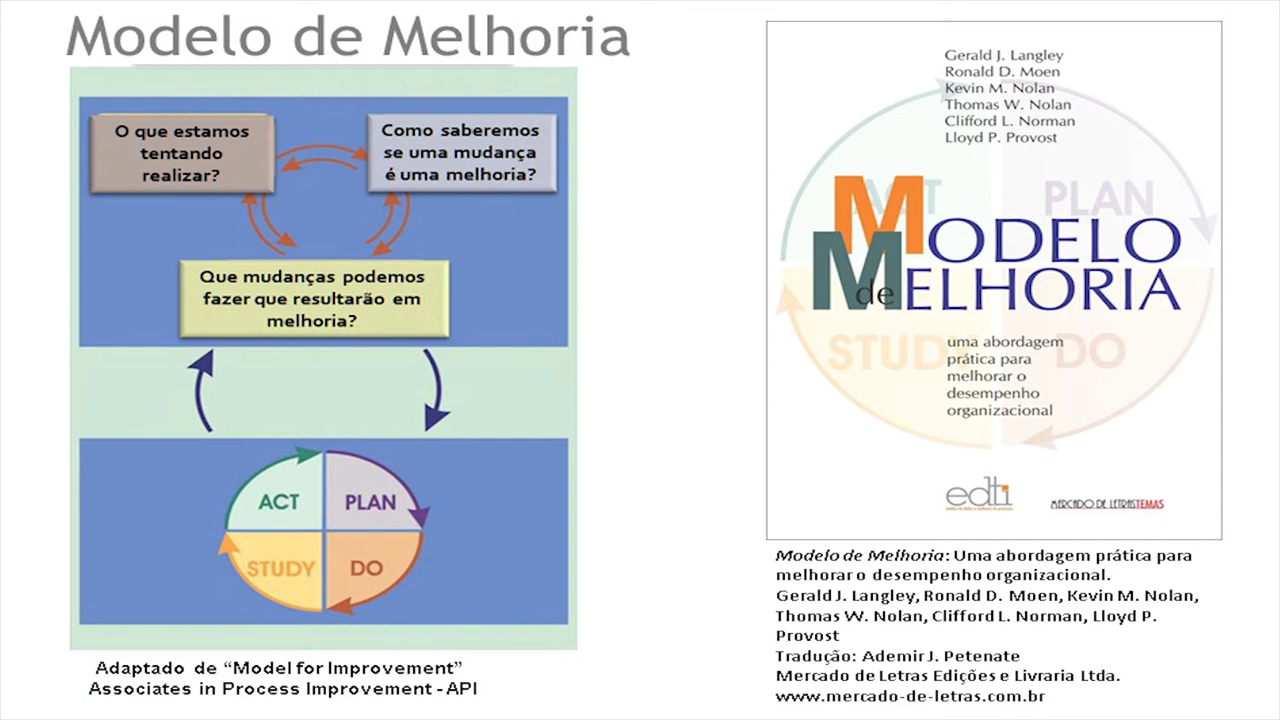 Modelo de Melhoria
O que estamos
tentando
realizar?
Como saberemos
se uma mudança
é uma melhoria?
Que mudanças podemos
fazer que resultarão em
melhoria?
ACT
PLAN
STUDY
DO
Adaptado de “Model for Improvement”
Associates in Process Improvement - API
Gerald J. Langley
Ronald D. Moen
Kevin M. Nolan
Thomas W. Nolan
Clifford L. Norman
Lloyd P. Provost
ACT
PLAN
MODELO
de MELHORIA
STUDY
DO
uma abordagem
prática para
melhorar o
desempenho
organizacional
edti
MERCADO DE LETRAS TEMAS
Modelo de Melhoria: Uma abordagem prática para
melhorar o desempenho organizacional.
Gerald J. Langley, Ronald D. Moen, Kevin M. Nolan,
Thomas W. Nolan, Clifford L. Norman, Lloyd P.
Provost
Tradução: Ademir J. Petenate
Mercado de Letras Edições e Livraria Ltda.
www.mercado-de-letras.com.br